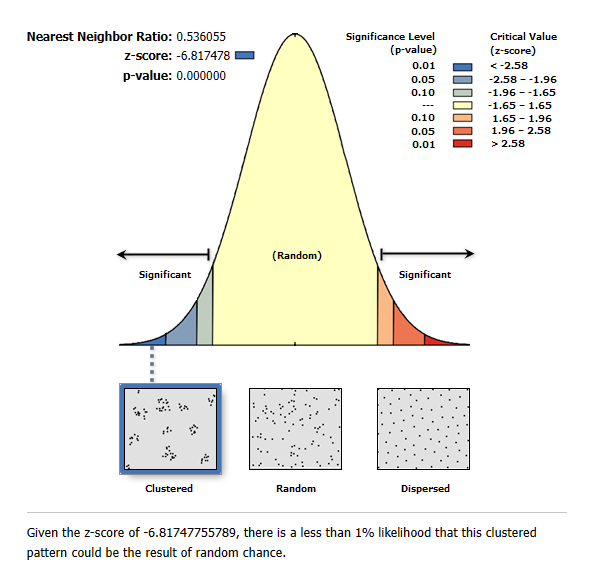 Nearest Neighbor Ratio: 0.536055
z-score: -6.817478
p-value: 0.000000
Significance Level
(p-value)
Critical Value
(z-score)
0.01 < -2.58
0.05 -2.58 – -1.96
0.10 -1.96 – -1.65
--- -1.65 – 1.65
0.10 1.65 – 1.96
0.05 1.96 – 2.58
0.01 > 2.58
(Random)
Significant
Significant
Clustered
Random
Dispersed
Given the z-score of -6.81747755789, there is a less than 1% likelihood that this clustered
pattern could be the result of random chance.